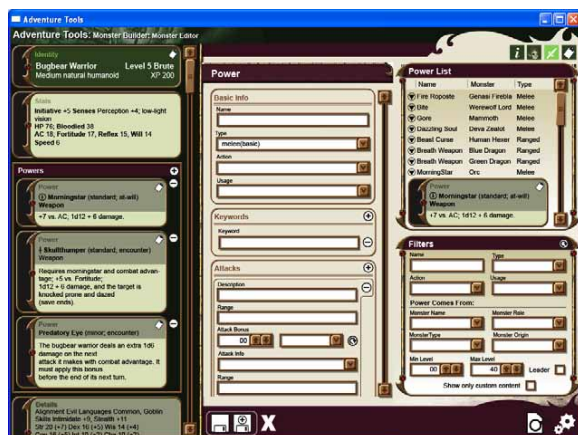 Adventure Tools
Adventure Tools: Monster Builder: Monster Editor
Identity
Bugbear Warrior Level 5 Brute
Medium natural humanoid XP 200
Stats
Initiative +5 Senses Perception +4; low-light
vision
HP 76; Bloodied 38
AC 18; Fortitude 17, Reflex 15, Will 14
Speed 6
Powers
Power
Morningstar (standard; at-will)
Weapon
+7 vs. AC; 1d12 + 6 damage.
Power
Skullthumper (standard; encounter)
Weapon
Requires morningstar and combat advan-
tage; +5 vs. Fortitude;
1d12 + 6 damage, and the target is
knocked prone and dazed
(save ends).
Power
Predatory Eye (minor; encounter)
The bugbear warrior deals an extra 1d6
damage on the next
attack it makes with combat advantage. It
must apply this bonus
before the end of its next turn.
Details
Alignment Evil Languages Common, Goblin
Skills Intimidate +9, Stealth +11
Str 20 (+7) Dex 16 (+5) Wis 14 (+4)
Power
Basic Info
Name
Type
melee(basic)
Action
Usage
Keywords
Keyword
Attacks
Description
Range
Attack Bonus
00
Attack Info
Range
Power List
Name Monster Type
Fire Roposte Genasi Firebla Melee
Bite Werewolf Lord Melee
Gore Mammoth Melee
Dazzling Soul Deva Zealot Melee
Beast Curse Human Hexer Ranged
Breath Weapon Blue Dragon Ranged
Breath Weapon Green Dragon Ranged
MorningStar Orc Melee
Power
Morningstar (standard; at-will)
Weapon
+7 vs. AC; 1d12 + 6 damage.
Filters
Name Type
Action Usage
Power Comes From:
Monster Name Monster Role
MonsterType Monster Origin
Min Level Max Level
00 40 Leader
Show only custom content